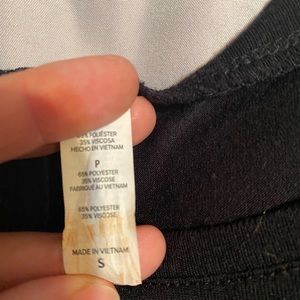 65% POLIÉSTER
35% VISCOSA
HECHO EN VIETNAM
P
65% POLYESTER
35% VISCOSE
FABRIQUÉ AU VIETNAM
65% POLYESTER
35% VISCOSE
MADE IN VIETNAM
S